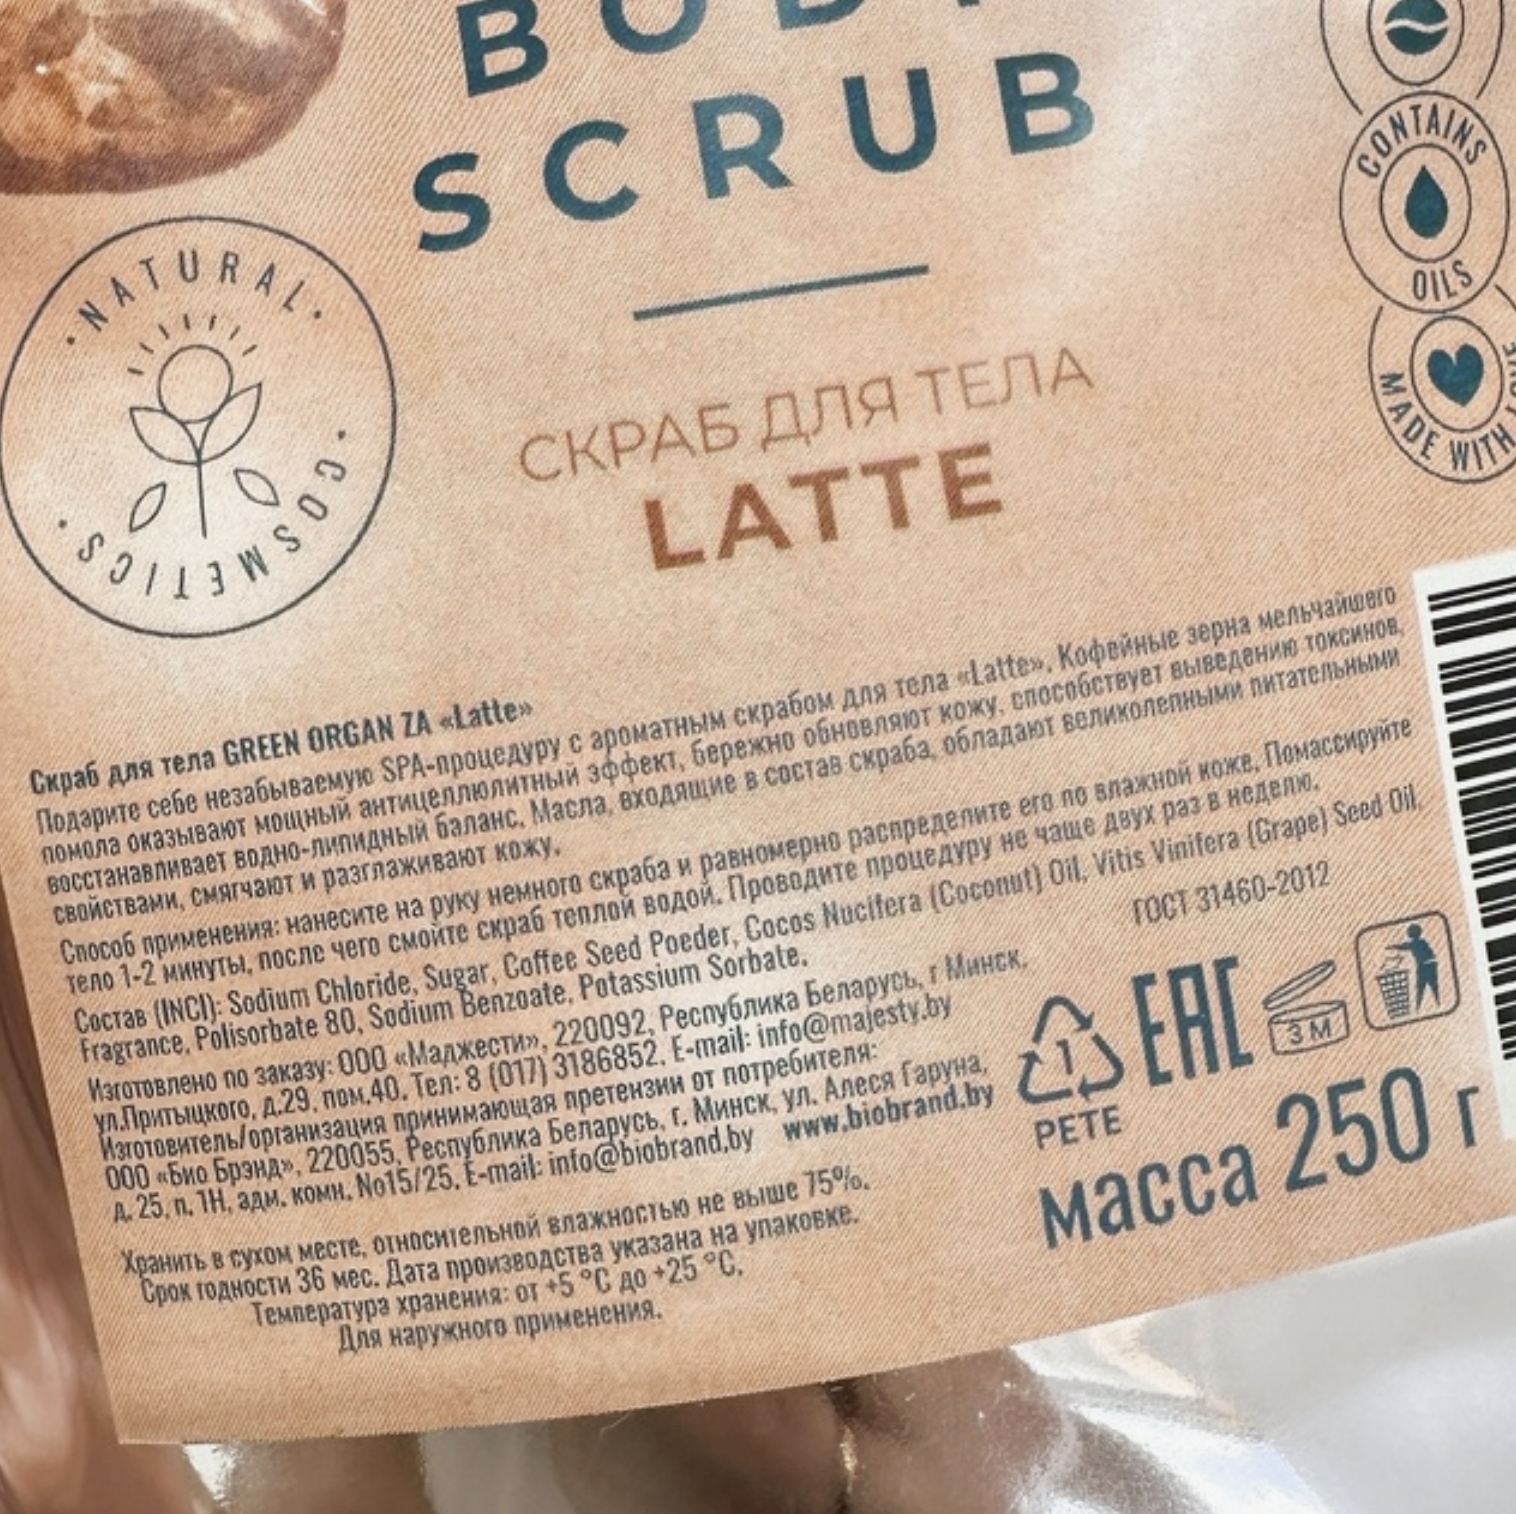 BODY
SCRUB
СКРАБ ДЛЯ ТЕЛА
LATTE
· NATURAL ·
· COSMETICS ·
CONTAINS
OILS
MADE WITH
Скраб для тела GREEN ORGAN ZA «Latte»
Подарите себе незабываемую SPA-процедуру с ароматным скрабом для тела «Latte». Кофейные зерна мельчайшего
помола оказывают мощный антицеллюлитный эффект, бережно обновляют кожу, способствует выведению токсинов,
восстанавливает водно-липидный баланс. Масла, входящие в состав скраба, обладают великолепными питательными
свойствами, смягчают и разглаживают кожу.
Способ применения: нанесите на руку немного скраба и равномерно распределите его по влажной коже. Помассируйте
тело 1-2 минуты, после чего смойте скраб теплой водой. Проводите процедуру не чаще двух раз в неделю.
Состав (INCI): Sodium Chloride, Sugar, Coffee Seed Poeder, Cocos Nucifera (Coconut) Oil, Vitis Vinifera (Grape) Seed Oil,
Fragrance, Polisorbate 80, Sodium Benzoate, Potassium Sorbate.
ГОСТ 31460-2012
Изготовлено по заказу: ООО «Маджести», 220092, Республика Беларусь, г Минск,
ул.Притыцкого, д.29, пом.40, Тел: 8 (017) 3186852, E-mail: info@majesty.by
Изготовитель/организация принимающая претензии от потребителя:
ООО «Био Брэнд», 220055, Республика Беларусь, г. Минск, ул. Алеся Гаруна,
д. 25, п. 1Н, адм. комн. No15/25, E-mail: info@biobrand.by www.biobrand.by
Хранить в сухом месте, относительной влажностью не выше 75%.
Срок годности 36 мес. Дата производства указана на упаковке.
Температура хранения: от +5 °C до +25 °C.
Для наружного применения.
1
PETE
EAC
3 M
масса 250 г